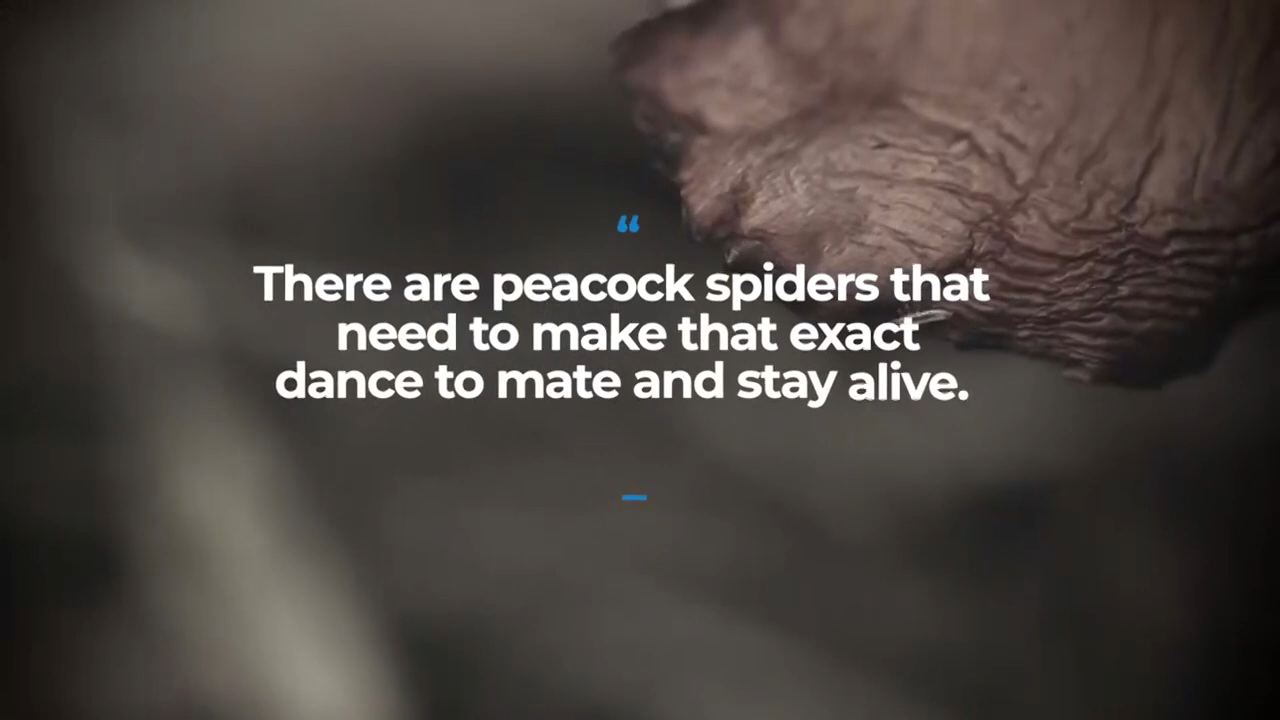 “
There are peacock spiders that
need to make that exact
dance to mate and stay alive.